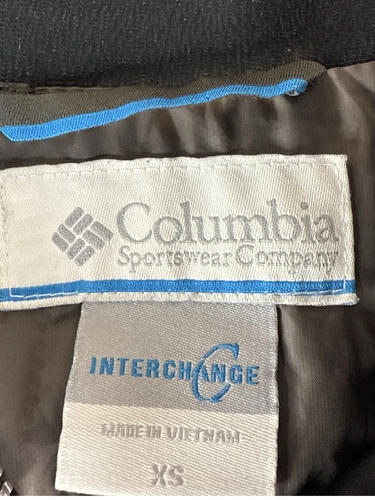 Columbia
Sportswear Company
INTERCHANGE
MADE IN VIETNAM
XS